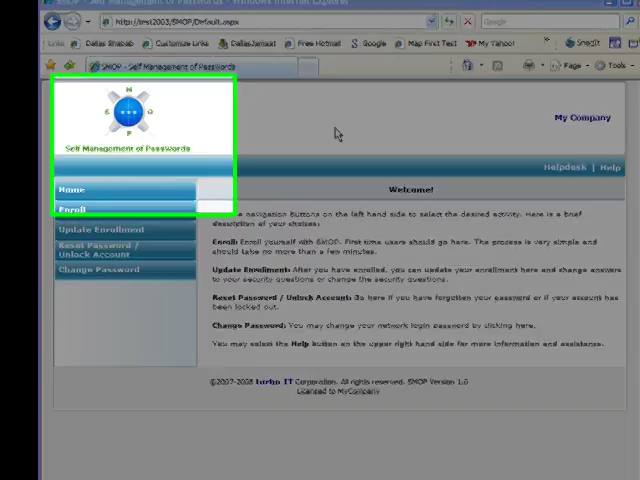 SMOP - Self Management of Passwords - Windows Internet Explorer
http://test2003/SMOP/Default.aspx
Google
Links
Dallas Shabab
Customize Links
DallasJamaat
Free Hotmail
Google
Map First Test
My Yahoo!
SnagIt
SMOP - Self Management of Passwords
Page
Tools
M
S
O
P
Self Management of Passwords
My Company
Helpdesk | Help
Home
Enroll
Update Enrollment
Reset Password /
Unlock Account
Change Password
Welcome!
navigation buttons on the left hand side to select the desired activity. Here is a brief
description of your choices:
Enroll: Enroll yourself with SMOP. First time users should go here. The process is very simple and
should take no more than a few minutes.
Update Enrollment: After you have enrolled, you can update your enrollment here and change answers
to your security questions or change the security questions.
Reset Password / Unlock Account: Go here if you have forgotten your password or if your account has
been locked out.
Change Password: You may change your network login password by clicking here.
You may select the Help button on the upper right hand side for more information and assistance.
©2007-2008 IT Corporation. All rights reserved. SMOP Version 1.0
Licensed to MyCompany